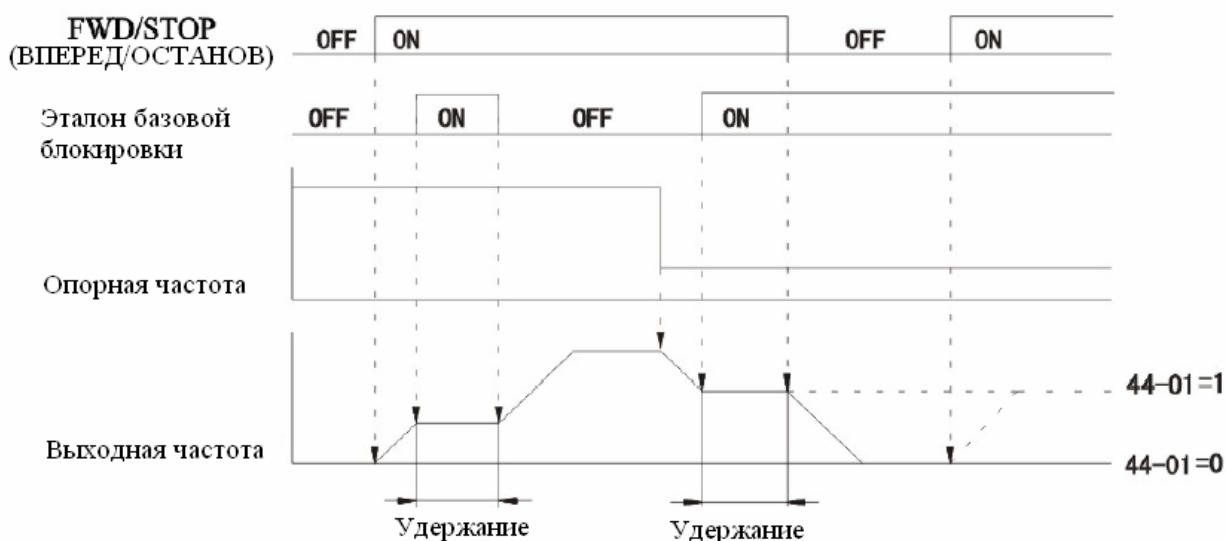 FWD/STOP
(ВПЕРЕД/ОСТАНОВ)
OFF ON OFF ON
Эталон базовой
блокировки
OFF ON OFF ON
Опорная частота
44-01=1
Выходная частота
44-01=0
Удержание Удержание